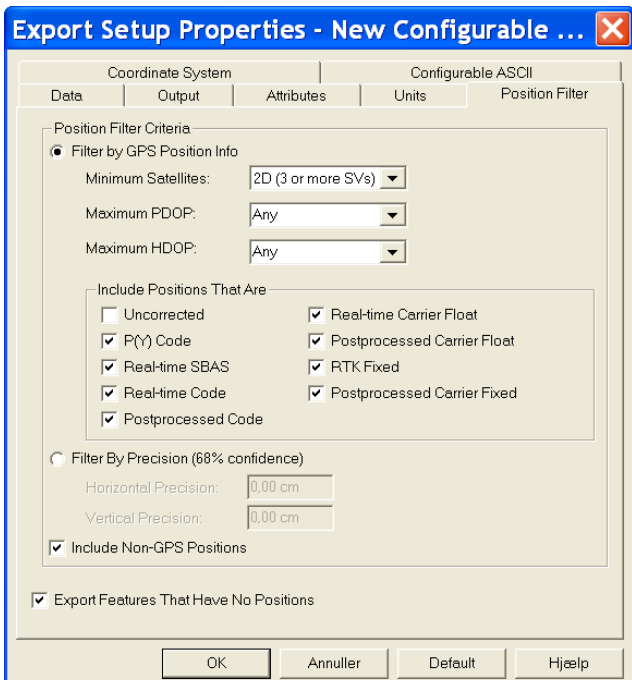 Export Setup Properties - New Configurable ...
Coordinate System
Configurable ASCII
Data
Output
Attributes
Units
Position Filter
Position Filter Criteria
Filter by GPS Position Info
Minimum Satellites:
2D (3 or more SVs)
Maximum PDOP:
Any
Maximum HDOP:
Any
Include Positions That Are
Uncorrected
Real-time Carrier Float
P(Y) Code
Postprocessed Carrier Float
Real-time SBAS
RTK Fixed
Real-time Code
Postprocessed Carrier Fixed
Postprocessed Code
Filter By Precision (68% confidence)
Horizontal Precision:
0,00 cm
Vertical Precision:
0,00 cm
Include Non-GPS Positions
Export Features That Have No Positions
OK
Annuller
Default
Hjælp